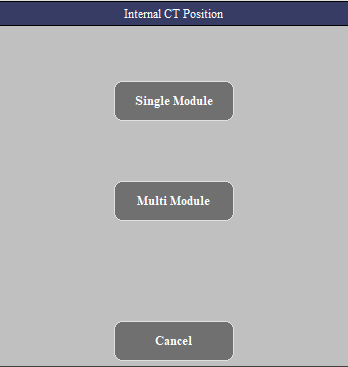 Internal CT Position
Single Module
Multi Module
Cancel